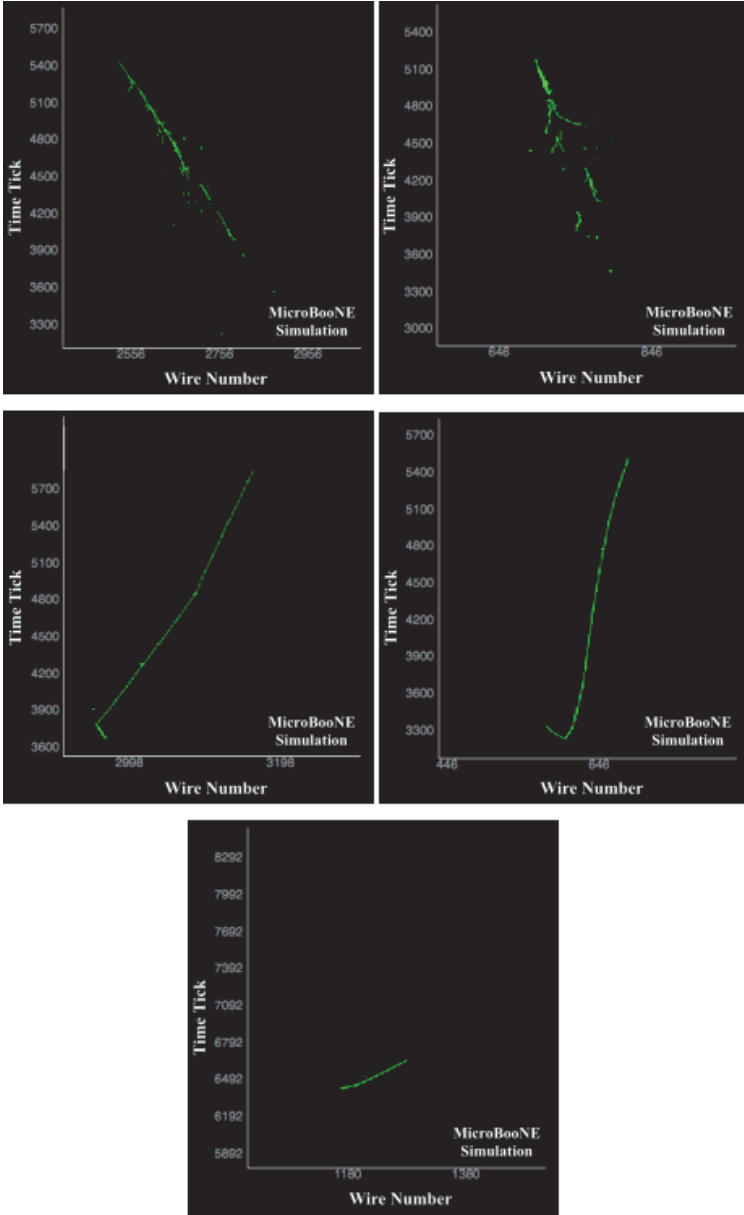 5700
5400
5100
4800
4500
4200
3900
3600
3300
Time Tick
MicroBooNE
Simulation
2556
2756
2956
Wire Number
5400
5100
4800
4500
4200
3900
3600
3300
3000
Time Tick
MicroBooNE
Simulation
646
846
Wire Number
5700
5400
5100
4800
4500
4200
3900
3600
Time Tick
MicroBooNE
Simulation
2998
3198
Wire Number
5700
5400
5100
4800
4500
4200
3900
3600
3300
Time Tick
MicroBooNE
Simulation
446
646
Wire Number
8292
7992
7692
7392
7092
6792
6492
6192
5892
Time Tick
MicroBooNE
Simulation
1180
1380
Wire Number